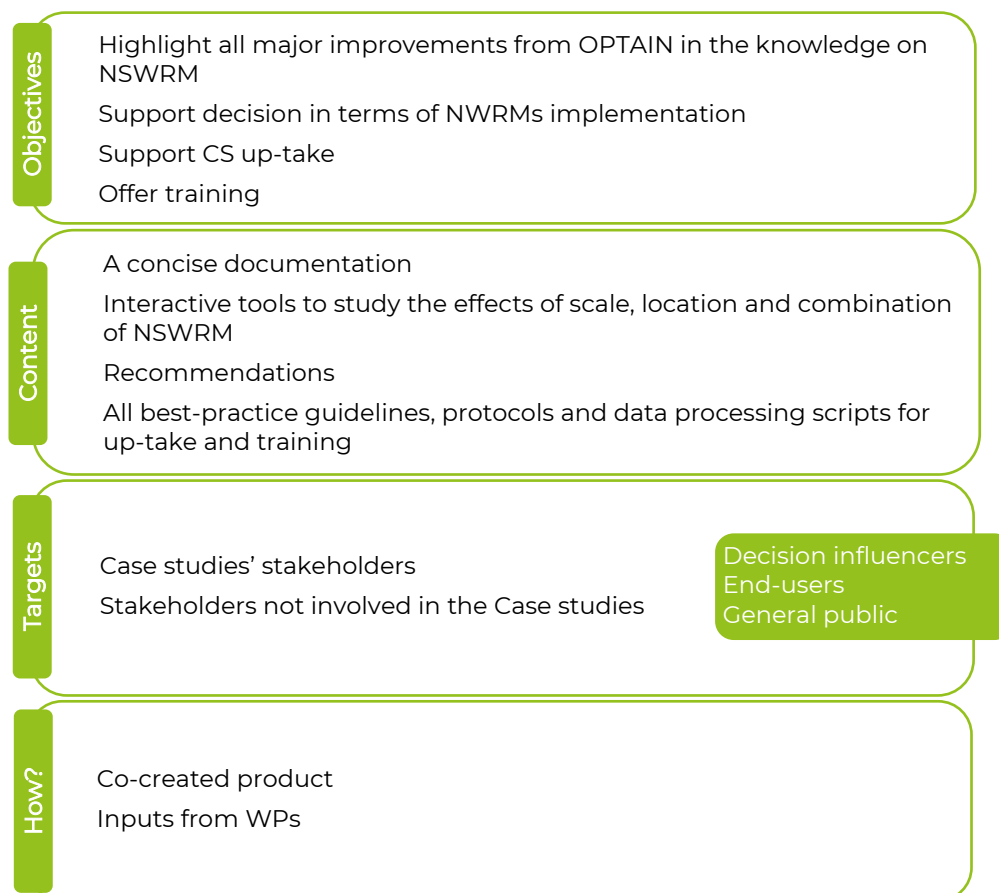 Objectives
Highlight all major improvements from OPTAIN in the knowledge on
NSWRM
Support decision in terms of NWRMs implementation
Support CS up-take
Offer training
Content
A concise documentation
Interactive tools to study the effects of scale, location and combination
of NSWRM
Recommendations
All best-practice guidelines, protocols and data processing scripts for
up-take and training
Targets
Case studies’ stakeholders
Stakeholders not involved in the Case studies
Decision influencers
End-users
General public
How?
Co-created product
Inputs from WPs